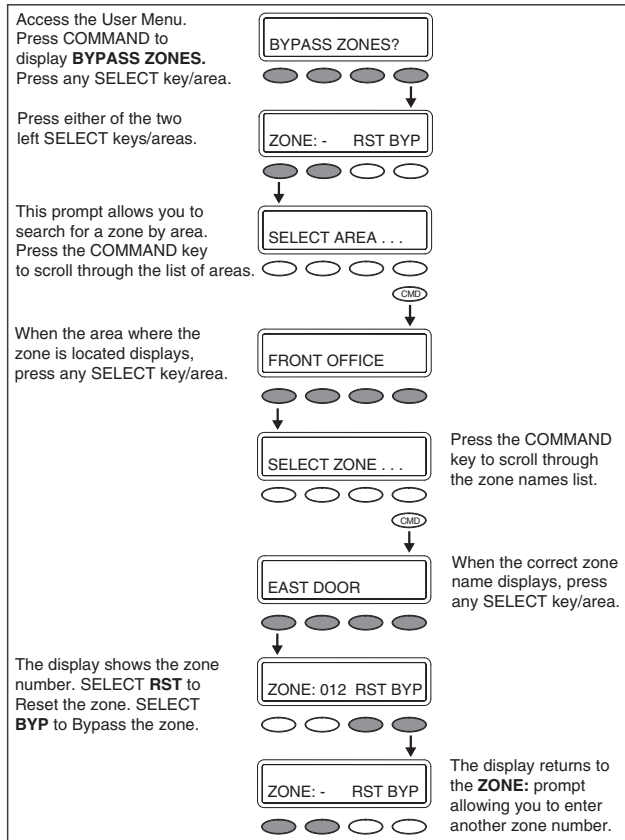 Access the User Menu.
Press COMMAND to
display BYPASS ZONES.
Press any SELECT key/area.
BYPASS ZONES?
Press either of the two
left SELECT keys/areas.
ZONE: - RST BYP
This prompt allows you to
search for a zone by area.
Press the COMMAND key
to scroll through the list of areas.
SELECT AREA . . .
CMD
When the area where the
zone is located displays,
press any SELECT key/area.
FRONT OFFICE
SELECT ZONE . . .
Press the COMMAND
key to scroll through
the zone names list.
CMD
EAST DOOR
When the correct zone
name displays, press
any SELECT key/area.
The display shows the zone
number. SELECT RST to
Reset the zone. SELECT
BYP to Bypass the zone.
ZONE: 012 RST BYP
ZONE: - RST BYP
The display returns to
the ZONE: prompt
allowing you to enter
another zone number.